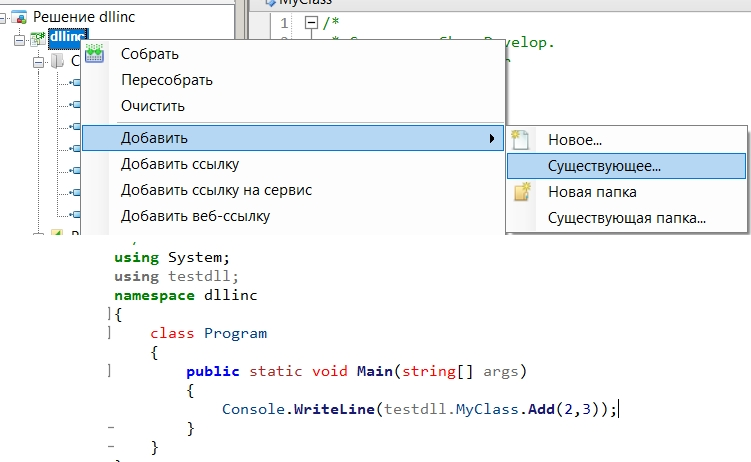 Решение dllinc
MyClass
1 /*
dllinc
Develop.
Собрать
Пересобрать
Очистить
Добавить
Новое...
Добавить ссылку
Существующее...
Добавить ссылку на сервис
Новая папка
Добавить веб-ссылку
Существующая папка...
using System;
using testdll;
namespace dllinc
{
class Program
{
public static void Main(string[] args)
{
Console.WriteLine(testdll.MyClass.Add(2,3));
}
}